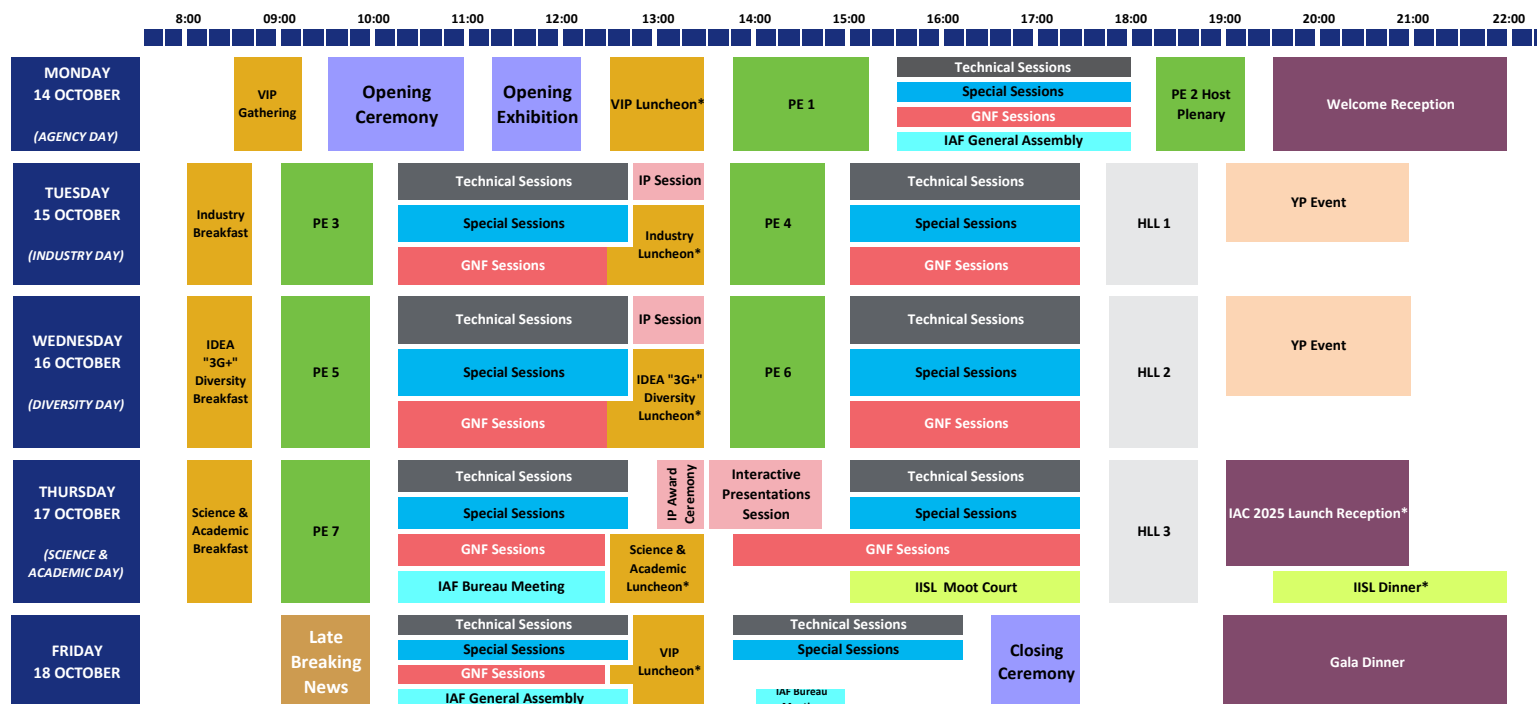 8:00 09:00 10:00 11:00 12:00 13:00 14:00 15:00 16:00 17:00 18:00 19:00 20:00 21:00 22:00
MONDAY
14 OCTOBER
(AGENCY DAY)
VIP
Gathering
Opening
Ceremony
Opening
Exhibition
VIP Luncheon*
PE 1
Technical Sessions
Special Sessions
GNF Sessions
IAF General Assembly
PE 2 Host
Plenary
Welcome Reception
TUESDAY
15 OCTOBER
(INDUSTRY DAY)
Industry
Breakfast
PE 3
Technical Sessions
Special Sessions
GNF Sessions
IP Session
Industry
Luncheon*
PE 4
Technical Sessions
Special Sessions
GNF Sessions
HLL 1
YP Event
WEDNESDAY
16 OCTOBER
(DIVERSITY DAY)
IDEA
"3G+"
Diversity
Breakfast
PE 5
Technical Sessions
Special Sessions
GNF Sessions
IP Session
IDEA "3G+"
Diversity
Luncheon*
PE 6
Technical Sessions
Special Sessions
GNF Sessions
HLL 2
YP Event
THURSDAY
17 OCTOBER
(SCIENCE &
ACADEMIC DAY)
Science &
Academic
Breakfast
PE 7
Technical Sessions
Special Sessions
GNF Sessions
IAF Bureau Meeting
IP Award
Ceremony
Science &
Academic
Luncheon*
Interactive
Presentations
Session
Technical Sessions
Special Sessions
GNF Sessions
IISL Moot Court
HLL 3
IAC 2025 Launch Reception*
IISL Dinner*
FRIDAY
18 OCTOBER
Late
Breaking
News
Technical Sessions
Special Sessions
GNF Sessions
IAF General Assembly
VIP
Luncheon*
Technical Sessions
Special Sessions
IAF Bureau
Closing
Ceremony
Gala Dinner